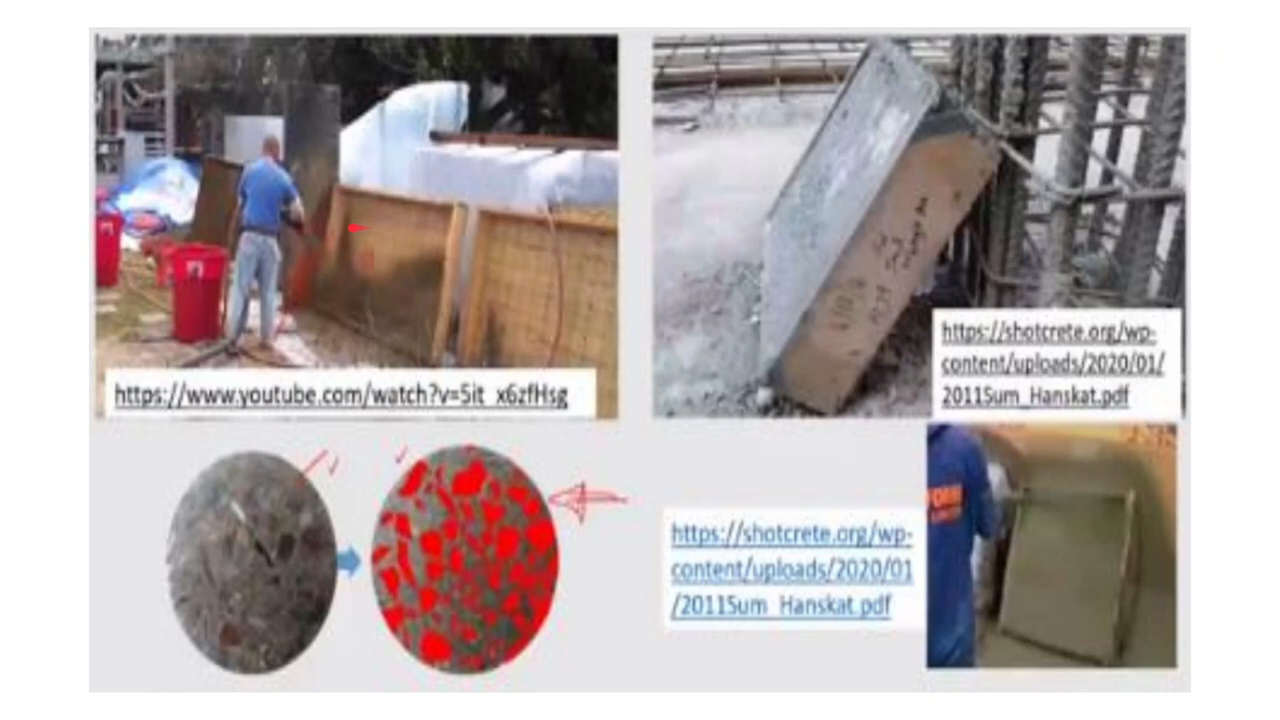 https://www.youtube.com/watch?v=5it_x6zfHsg
https://shotcrete.org/wp-
content/uploads/2020/01/
2011Sum_Hanskat.pdf
https://shotcrete.org/wp-
content/uploads/2020/01
/2011Sum_Hanskat.pdf
FORM